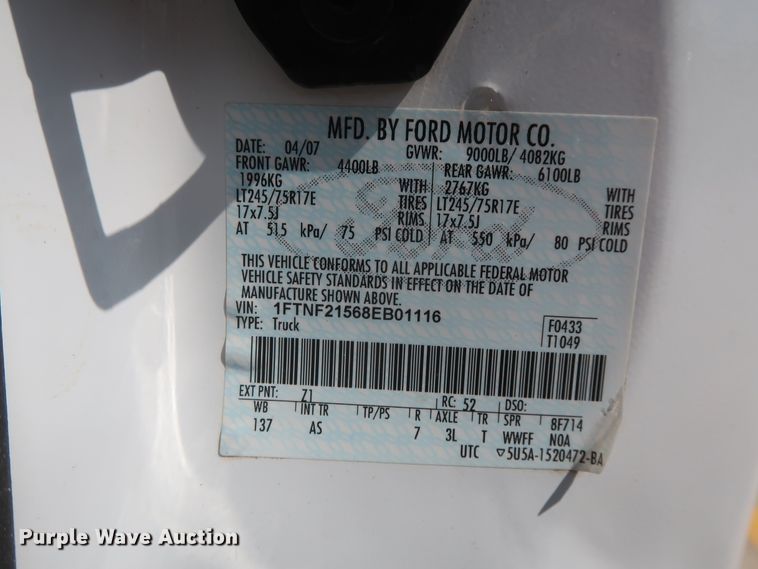 MFD. BY FORD MOTOR CO.
DATE: 04/07 GVWR: 9000LB/ 4082KG
FRONT GAWR: 4400LB REAR GAWR: 6100LB
1996KG WITH 2767KG WITH
LT245/75R17E TIRES LT245/75R17E TIRES
17x7.5J RIMS 17x7.5J RIMS
AT 515 kPa/ 75 PSI COLD AT 550 kPa/ 80 PSI COLD
THIS VEHICLE CONFORMS TO ALL APPLICABLE FEDERAL MOTOR
VEHICLE SAFETY STANDARDS IN EFFECT ON THE DATE OF
MANUFACTURE SHOWN ABOVE.
VIN: 1FTNF21568EB01116
TYPE: Truck
F0433
T1049
EXT PNT: Z1 RC: 52 DSO:
WB INT TR TP/PS R AXLE TR SPR 8F714
137 AS 7 3L T WWFF N0A
UTC ▽5U5A-1520472-BA
Ford
Purple Wave Auction